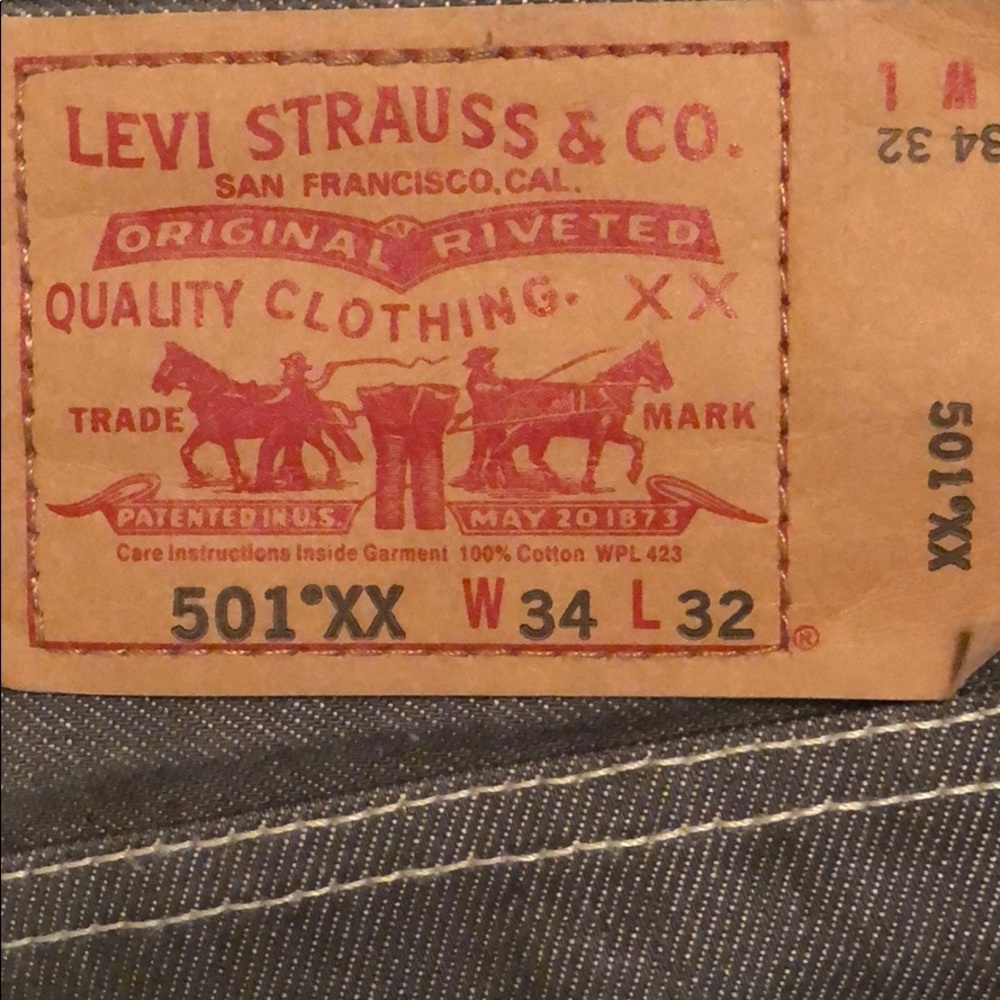 LEVI STRAUSS & CO.
SAN FRANCISCO, CAL.
ORIGINAL RIVETED
QUALITY CLOTHING. XX
TRADE MARK
PATENTED IN U.S. MAY 20 1873
Care Instructions Inside Garment 100% Cotton WPL 423
501®XX W 34 L 32
®
W L
34 32
501®XX